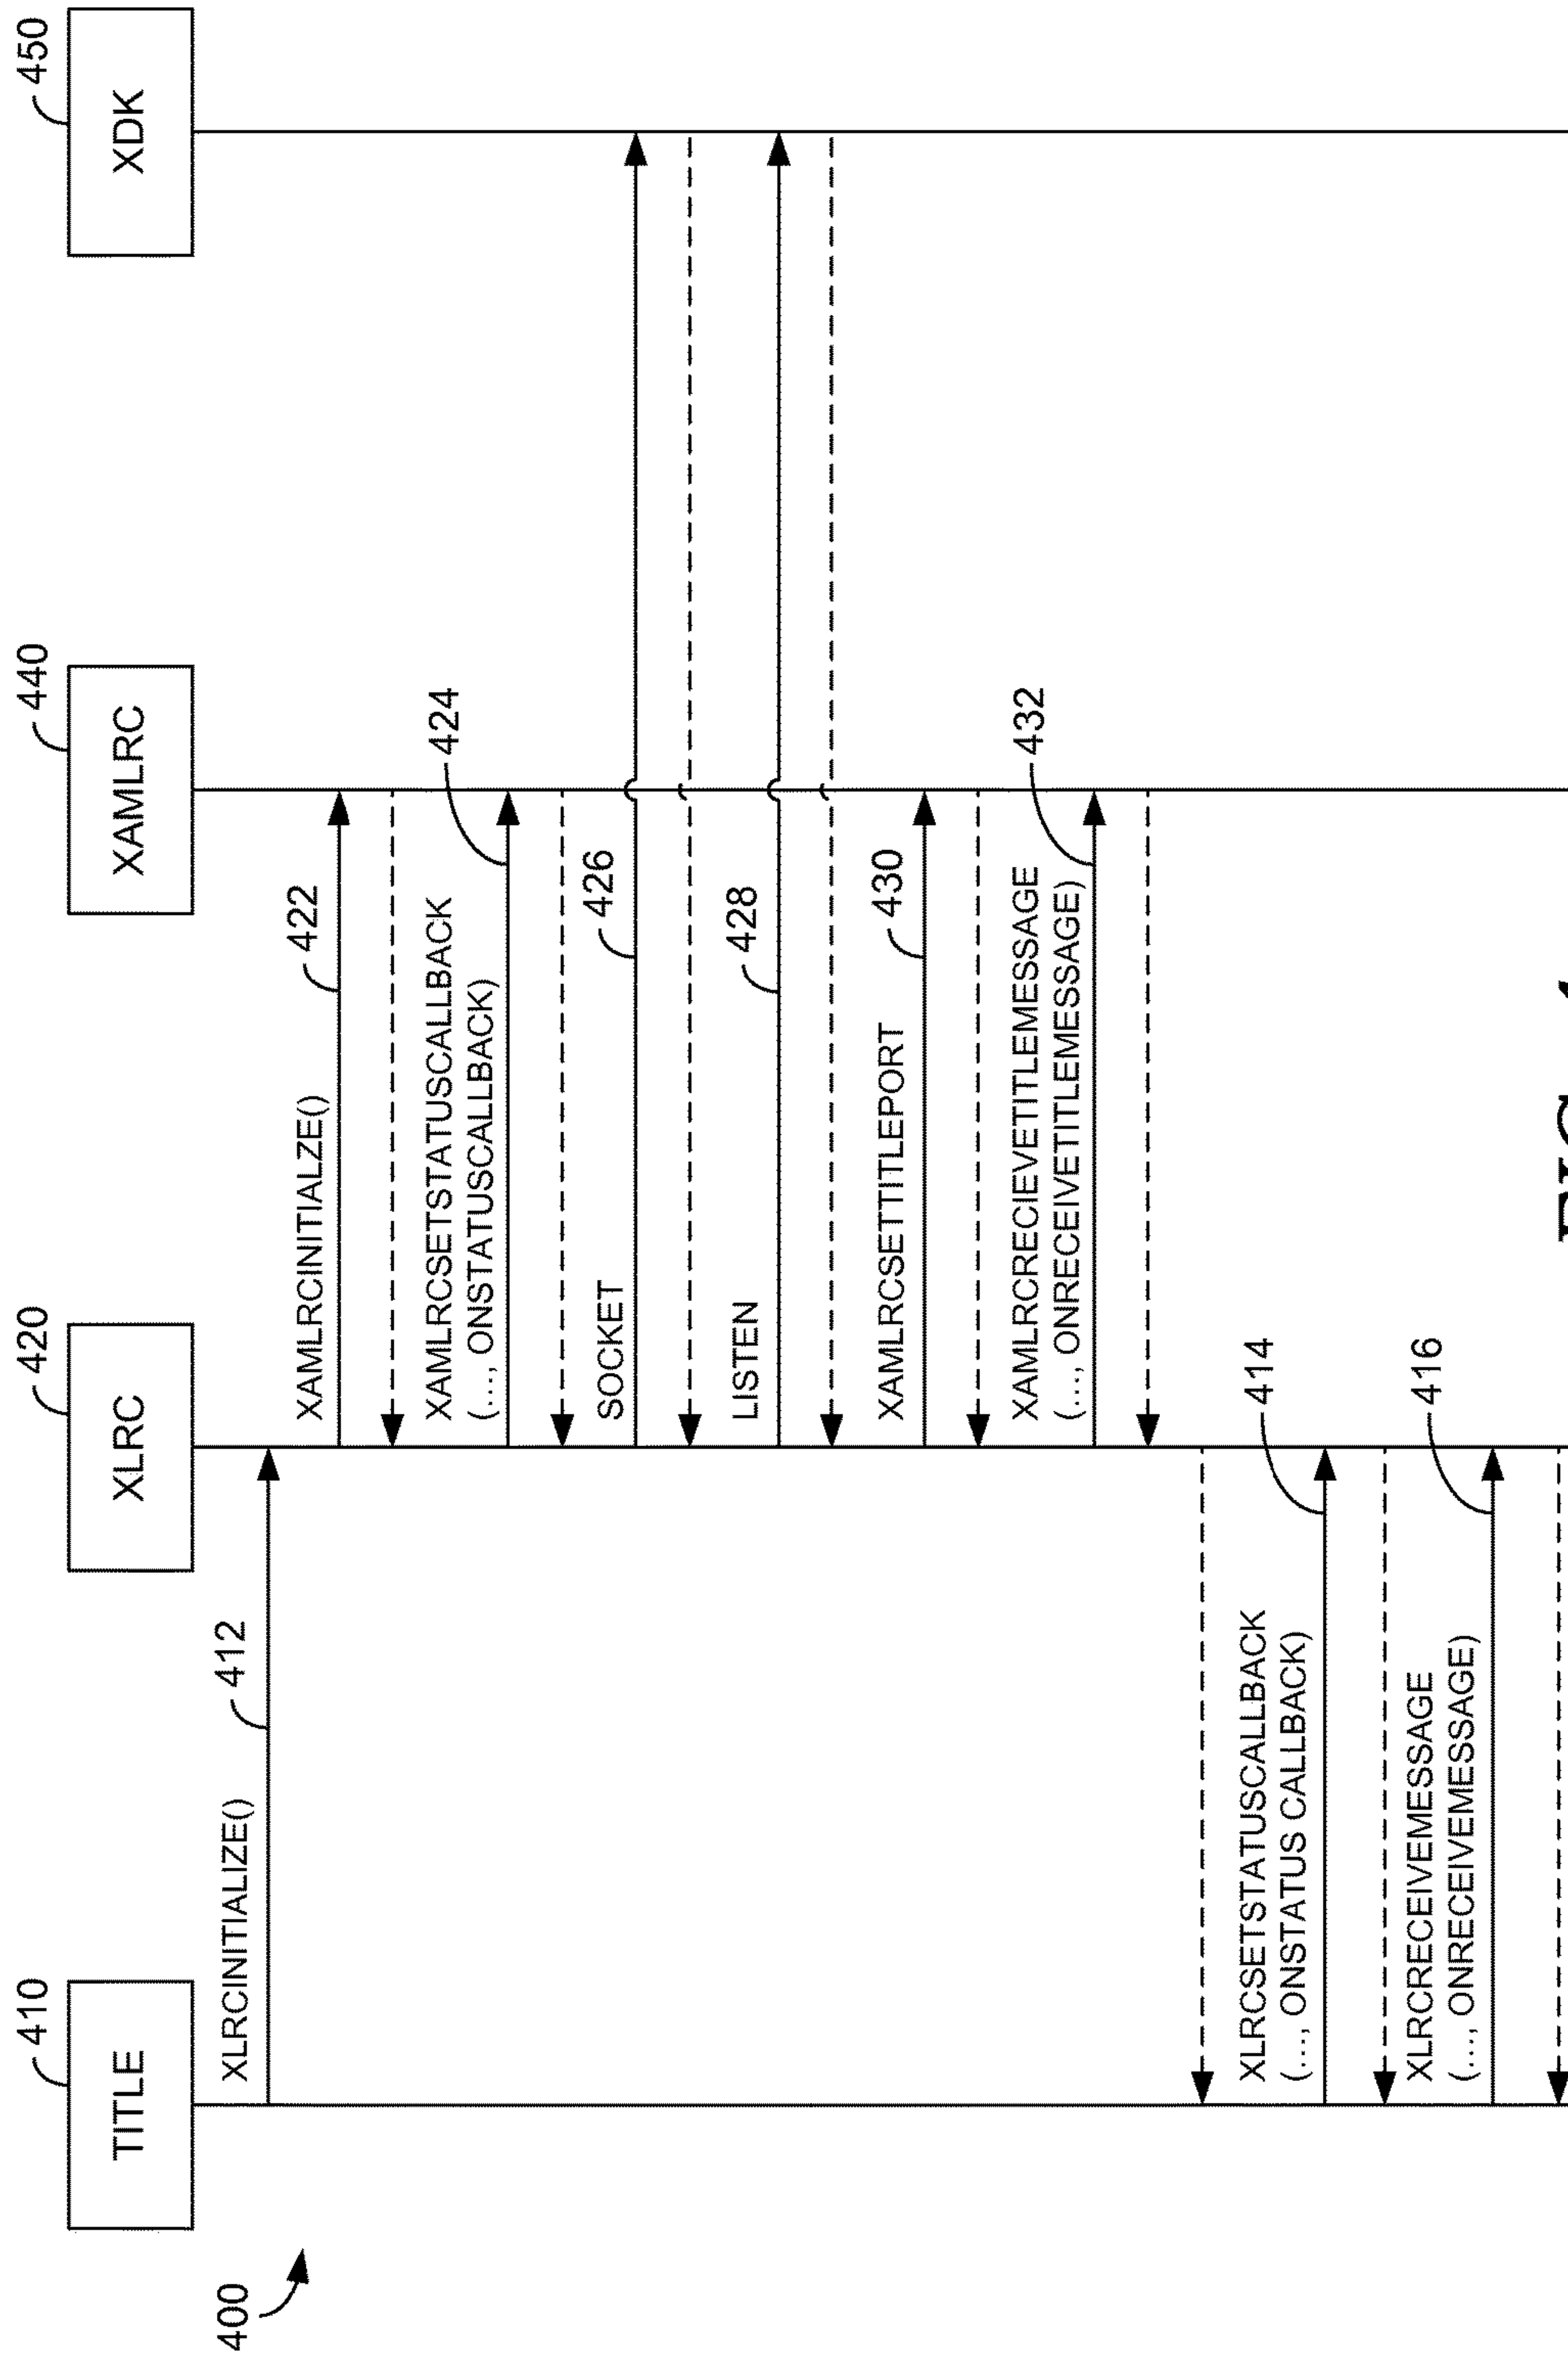 410
TITLE
420
XLRC
440
XAMLRC
450
XDK
400
XLRCINITIALIZE()
412
XAMLRCINITIALZE()
422
XAMLRCSETSTATUSCALLBACK
(..., ONSTATUSCALLBACK)
424
SOCKET
426
LISTEN
428
XAMLRCSETTITLEPORT
430
XAMLRCRECIEVETITLEMESSAGE
(..., ONRECEIVETITLEMESSAGE)
432
XLRCSETSTATUSCALLBACK
(..., ONSTATUS CALLBACK)
414
XLRCRECEIVEMESSAGE
(..., ONRECEIVEMESSAGE)
416